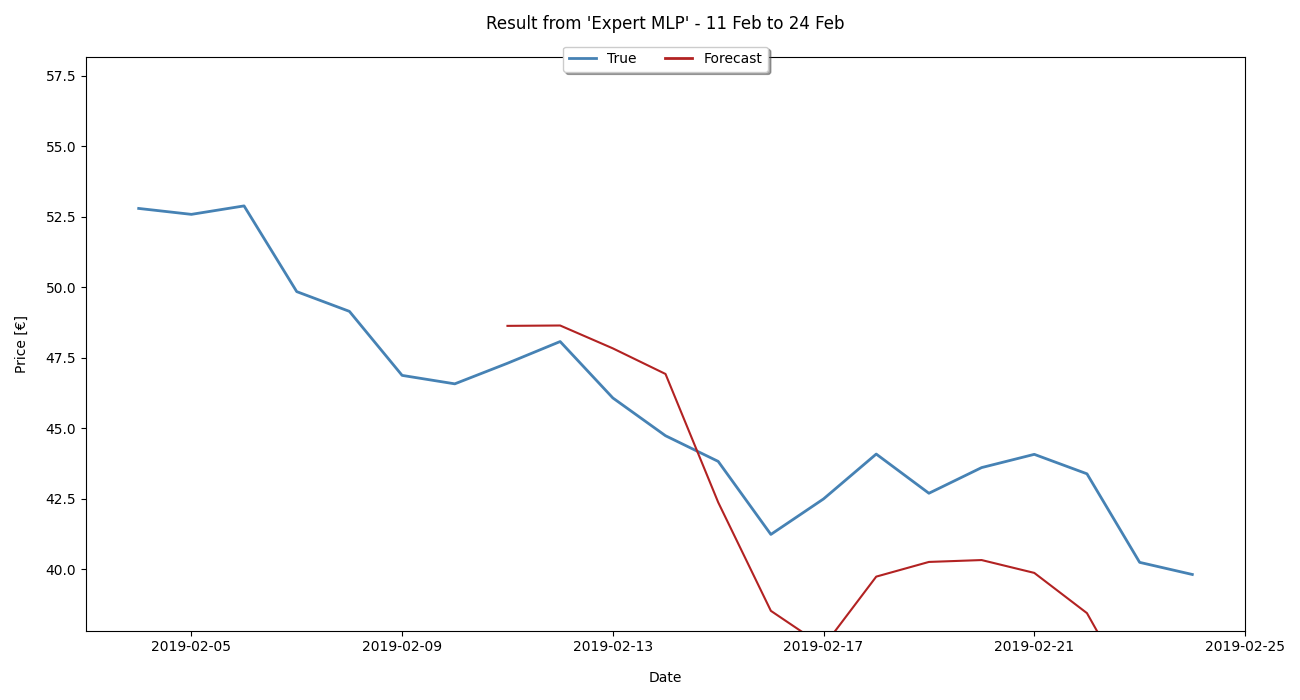 Result from 'Expert MLP' - 11 Feb to 24 Feb
True Forecast
57.5
55.0
52.5
50.0
47.5
45.0
42.5
40.0
Price [€]
2019-02-05 2019-02-09 2019-02-13 2019-02-17 2019-02-21 2019-02-25
Date